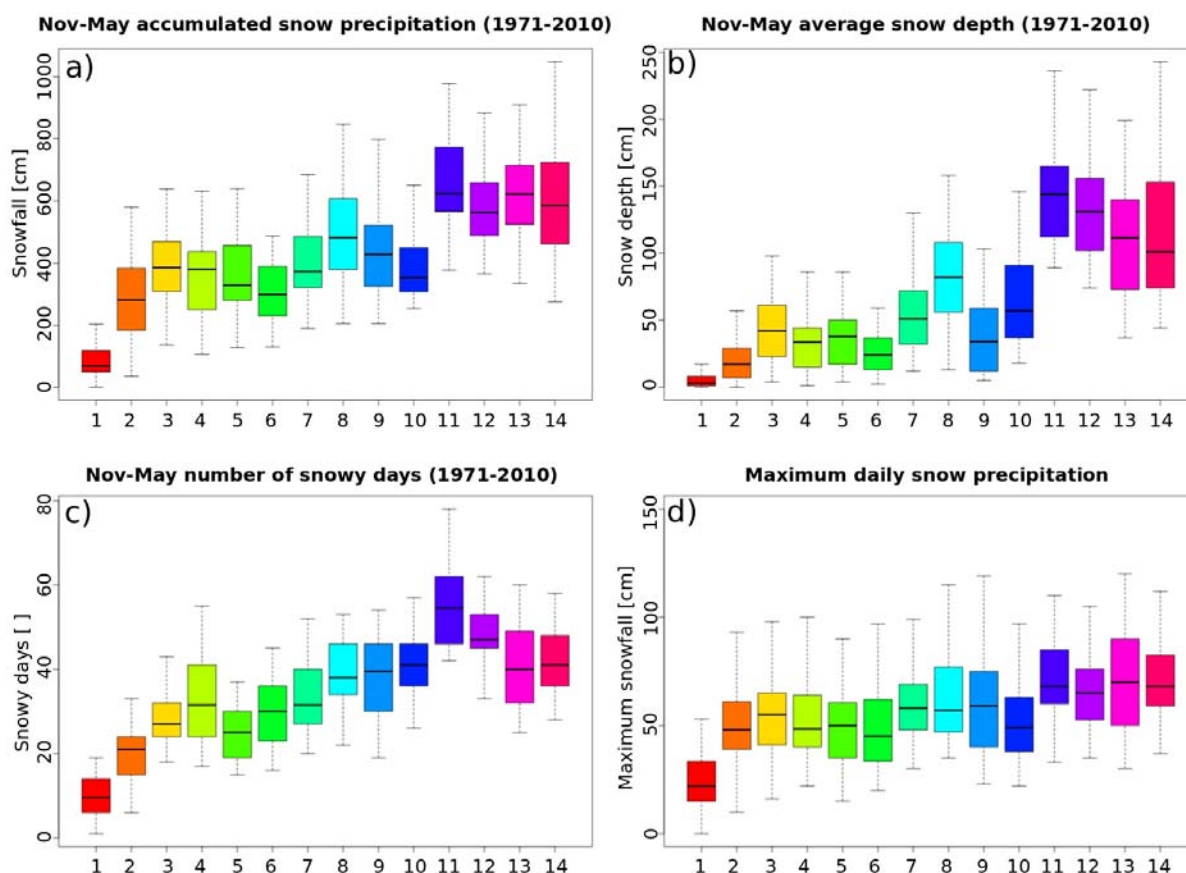 Nov-May accumulated snow precipitation (1971-2010)
a)
Snowfall [cm]
0 200 400 600 800 1000
1 2 3 4 5 6 7 8 9 10 11 12 13 14
Nov-May average snow depth (1971-2010)
b)
Snow depth [cm]
0 50 100 150 200 250
1 2 3 4 5 6 7 8 9 10 11 12 13 14
Nov-May number of snowy days (1971-2010)
c)
Snowy days [ ]
0 20 40 60 80
1 2 3 4 5 6 7 8 9 10 11 12 13 14
Maximum daily snow precipitation
d)
Maximum snowfall [cm]
0 50 100 150
1 2 3 4 5 6 7 8 9 10 11 12 13 14